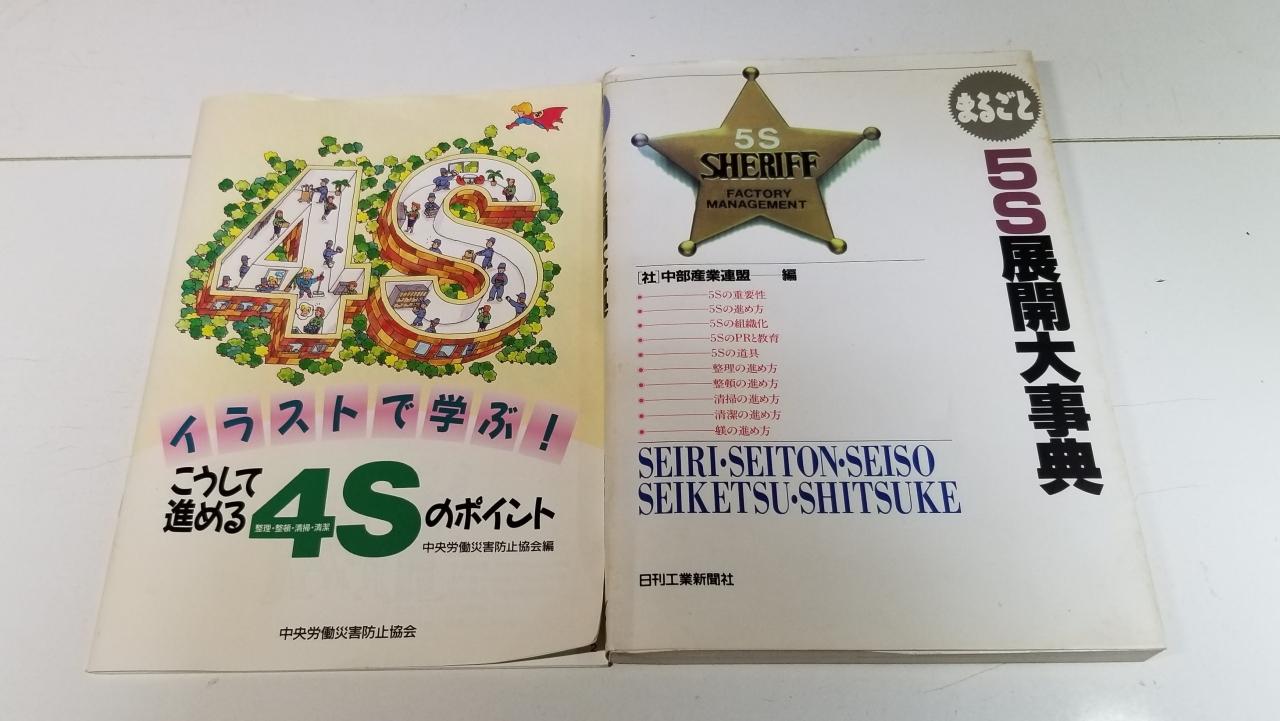 4S
イラストで学ぶ!
こうして
進める
4S
整理・整頓・清掃・清潔
のポイント
中央労働災害防止協会編
中央労働災害防止協会
5S
SHERIFF
FACTORY
MANAGEMENT
まるごと
5S展開大事典
[社]中部産業連盟――編
5Sの重要性
5Sの進め方
5Sの組織化
5SのPRと教育
5Sの道具
整理の進め方
整頓の進め方
清掃の進め方
清潔の進め方
躾の進め方
SEIRI・SEITON・SEISO
SEIKETSU・SHITSUKE
日刊工業新聞社